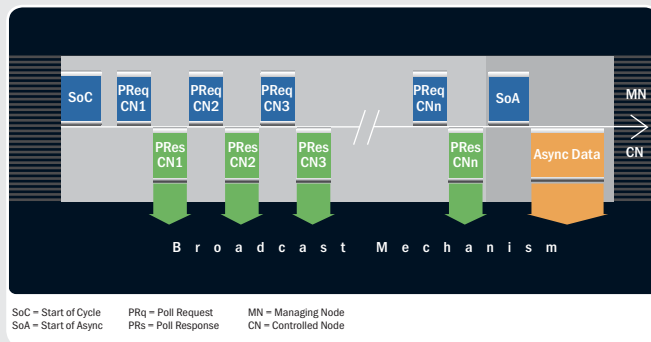 SoC
PReq
CN1
PReq
CN2
PReq
CN3
PReq
CNn
SoA
MN
PRes
CN1
PRes
CN2
PRes
CN3
PRes
CNn
Async Data
CN
Broadcast Mechanism
SoC = Start of Cycle PRq = Poll Request MN = Managing Node
SoA = Start of Async PRs = Poll Response CN = Controlled Node